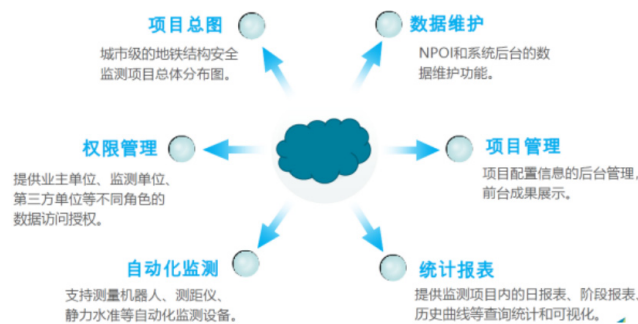 项目总图
城市级的地铁结构安全
监测项目总体分布图。
数据维护
NPOI和系统后台的数
据维护功能。
权限管理
提供业主单位、监测单位、
第三方单位等不同角色的
数据访问授权。
项目管理
项目配置信息的后台管理,
前台成果展示。
自动化监测
支持测量机器人、测距仪、
静力水准等自动化监测设备。
统计报表
提供监测项目内的日报表、阶段报表、
历史曲线等查询统计和可视化。